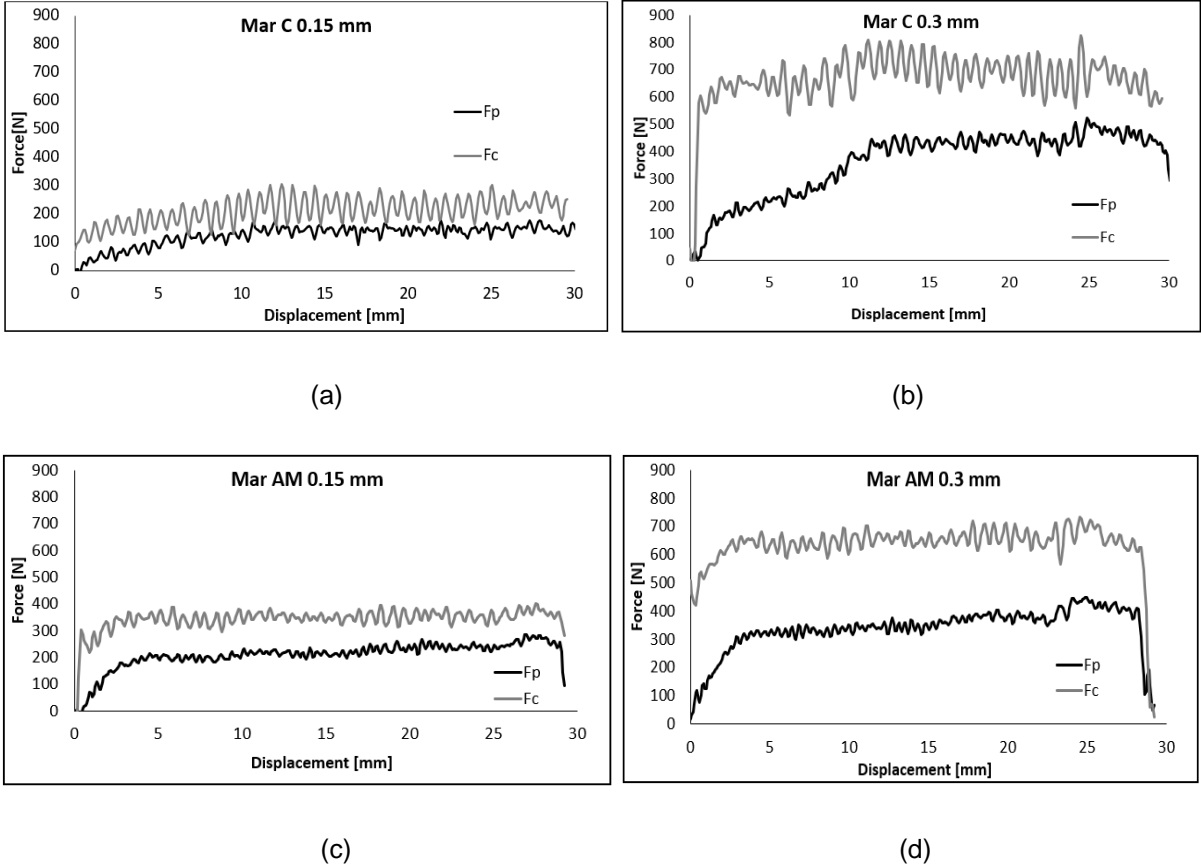 Mar C 0.15 mm
900
800
700
600
500
400
300
200
100
0
Force[N]
Fp
Fc
0 5 10 15 20 25 30
Displacement [mm]
(a)
Mar C 0.3 mm
900
800
700
600
500
400
300
200
100
0
Force [N]
Fp
Fc
0 5 10 15 20 25 30
Displacement [mm]
(b)
Mar AM 0.15 mm
900
800
700
600
500
400
300
200
100
0
Force [N]
Fp
Fc
0 5 10 15 20 25 30
Displacement [mm]
(c)
Mar AM 0.3 mm
900
800
700
600
500
400
300
200
100
0
Force [N]
Fp
Fc
0 5 10 15 20 25 30
Displacement [mm]
(d)